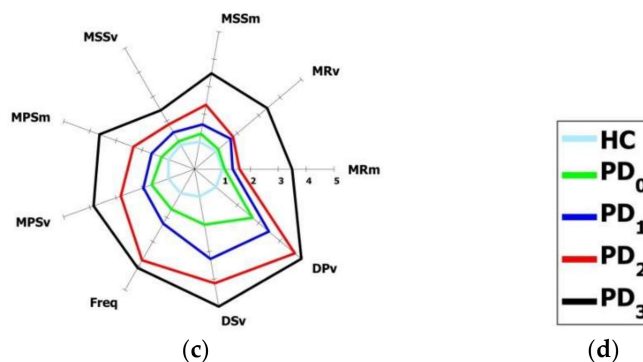 MSSm
MSSv
MRv
MPSm
HC
PD0
MRm
1 2 3 4 5
PD1
MPSv
PD2
DPv
PD3
Freq
DSv
(c) (d)